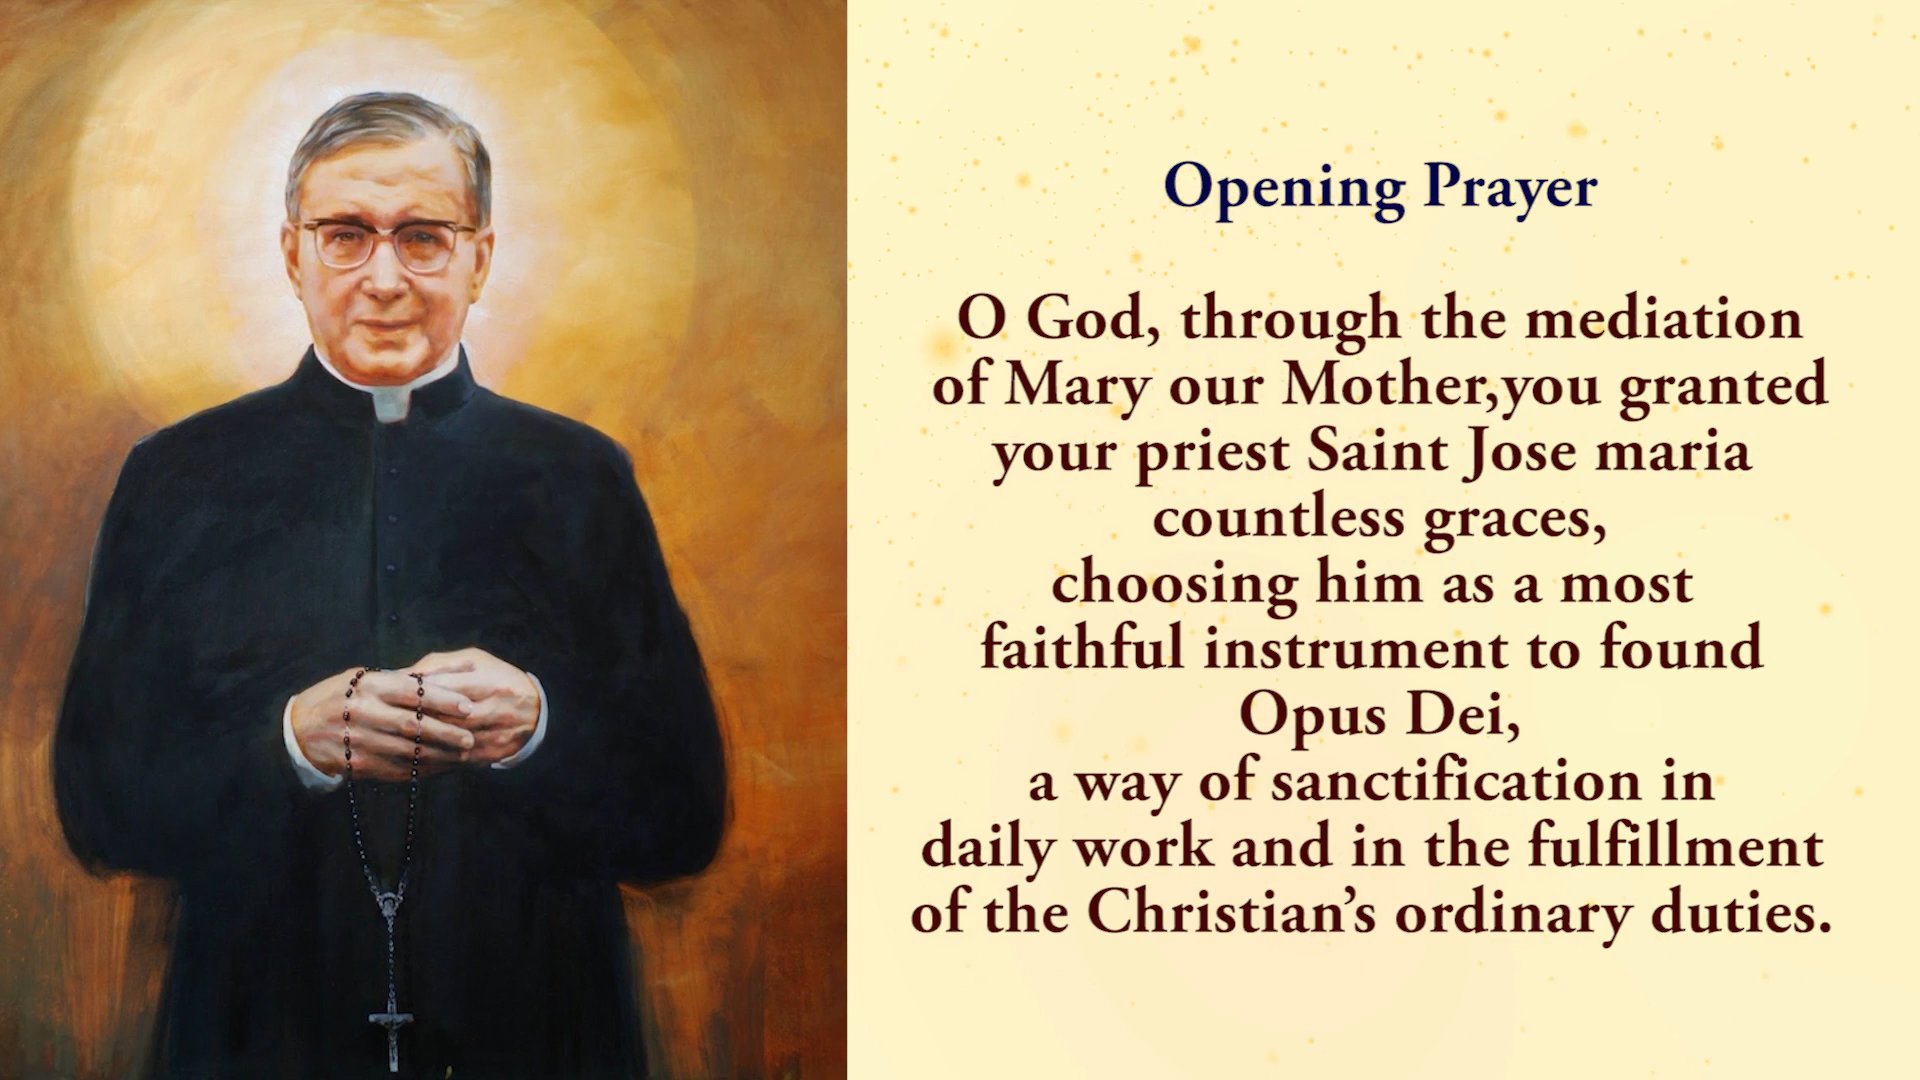 Opening Prayer
O God, through the mediation
of Mary our Mother,you granted
your priest Saint Jose maria
countless graces,
choosing him as a most
faithful instrument to found
Opus Dei,
a way of sanctification in
daily work and in the fulfillment
of the Christian’s ordinary duties.